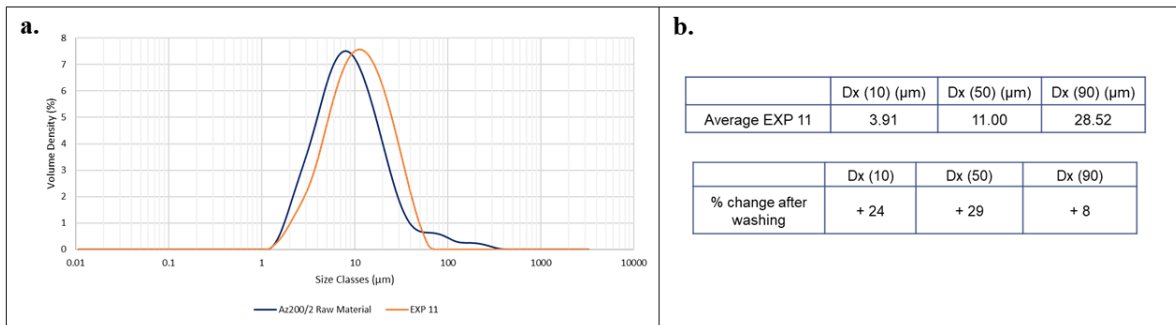 a.
8
7
6
5
4
3
2
1
0
Volume Density (%)
0.01 0.1 1 10 100 1000 10000
Size Classes (µm)
Az200/2 Raw Material EXP 11
b.
Dx (10) (µm) Dx (50) (µm) Dx (90) (µm)
Average EXP 11 3.91 11.00 28.52
Dx (10) Dx (50) Dx (90)
% change after
washing
+ 24 + 29 + 8